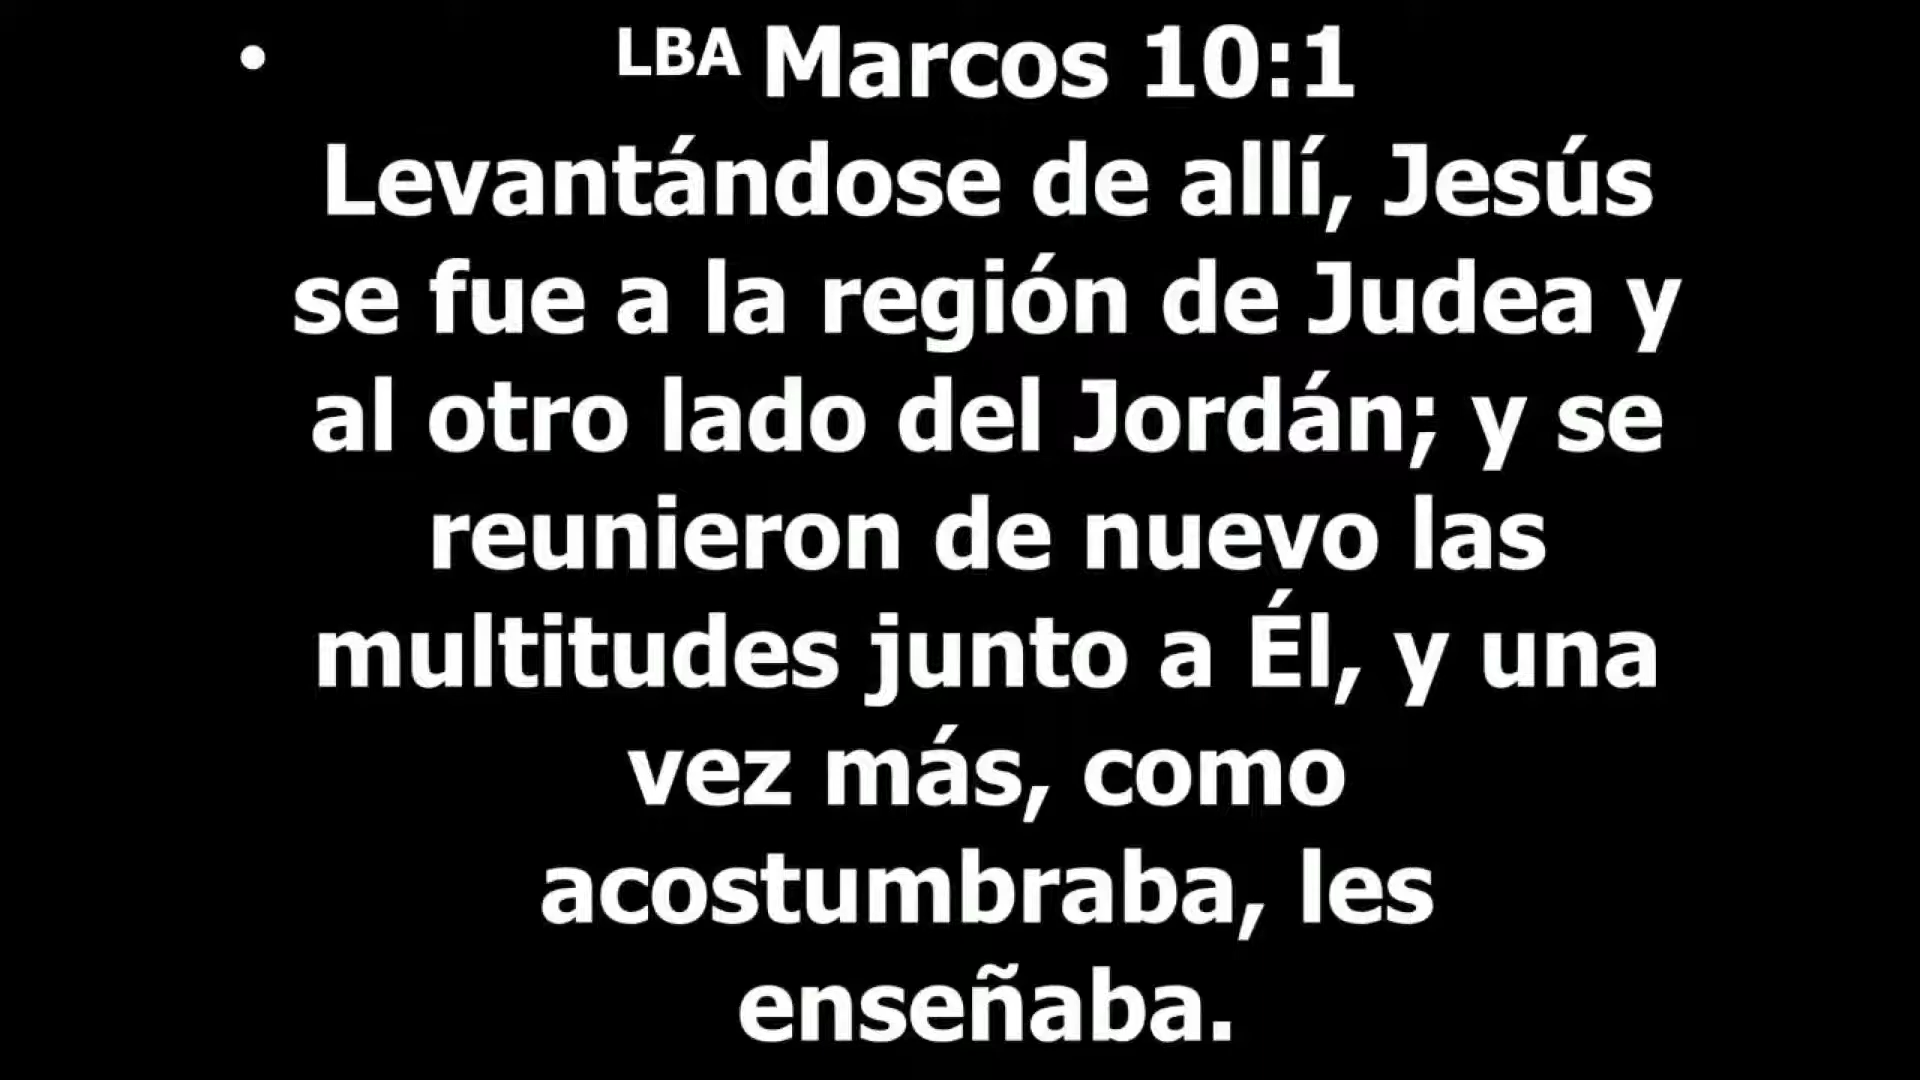 • LBA Marcos 10:1
Levantándose de allí, Jesús
se fue a la región de Judea y
al otro lado del Jordán; y se
reunieron de nuevo las
multitudes junto a Él, y una
vez más, como
acostumbraba, les
enseñaba.